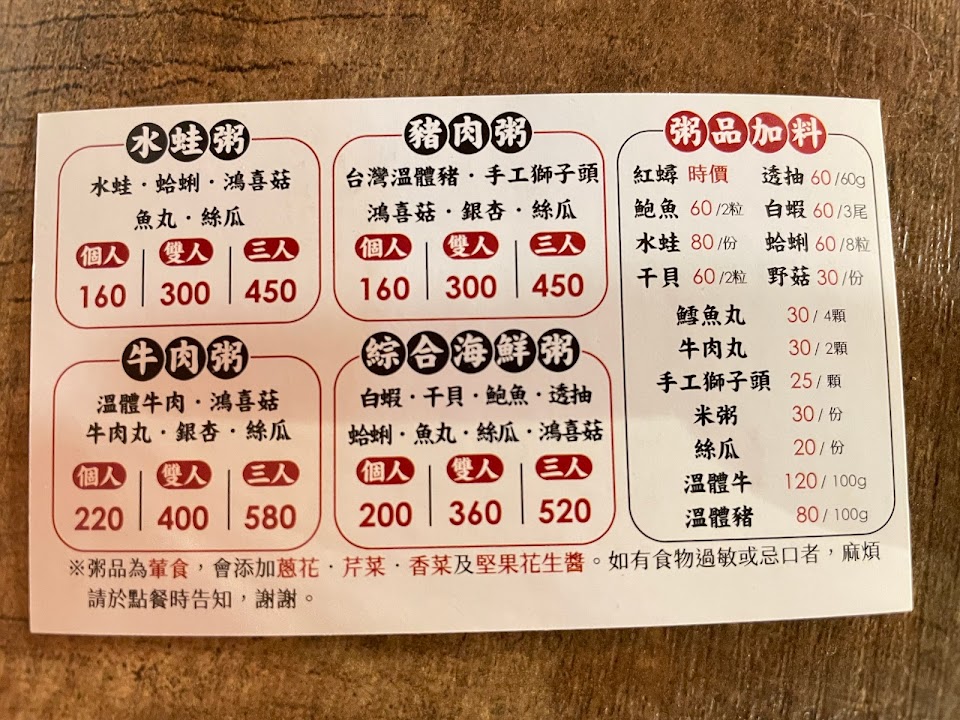 水蛙粥
水蛙・蛤蜊・鴻喜菇
魚丸・絲瓜
個人 雙人 三人
160 300 450
豬肉粥
台灣溫體豬・手工獅子頭
鴻喜菇・銀杏・絲瓜
個人 雙人 三人
160 300 450
牛肉粥
溫體牛肉・鴻喜菇
牛肉丸・銀杏・絲瓜
個人 雙人 三人
220 400 580
綜合海鮮粥
白蝦・干貝・鮑魚・透抽
蛤蜊・魚丸・絲瓜・鴻喜菇
個人 雙人 三人
200 360 520
粥品加料
紅蟳 時價 透抽 60/60g
鮑魚 60/2粒 白蝦 60/3尾
水蛙 80/份 蛤蜊 60/8粒
干貝 60/2粒 野菇 30/份
鱈魚丸 30/4顆
牛肉丸 30/2顆
手工獅子頭 25/顆
米粥 30/份
絲瓜 20/份
溫體牛 120/100g
溫體豬 80/100g
※粥品為葷食，會添加蔥花・芹菜・香菜及堅果花生醬。如有食物過敏或忌口者，麻煩
請於點餐時告知，謝謝。